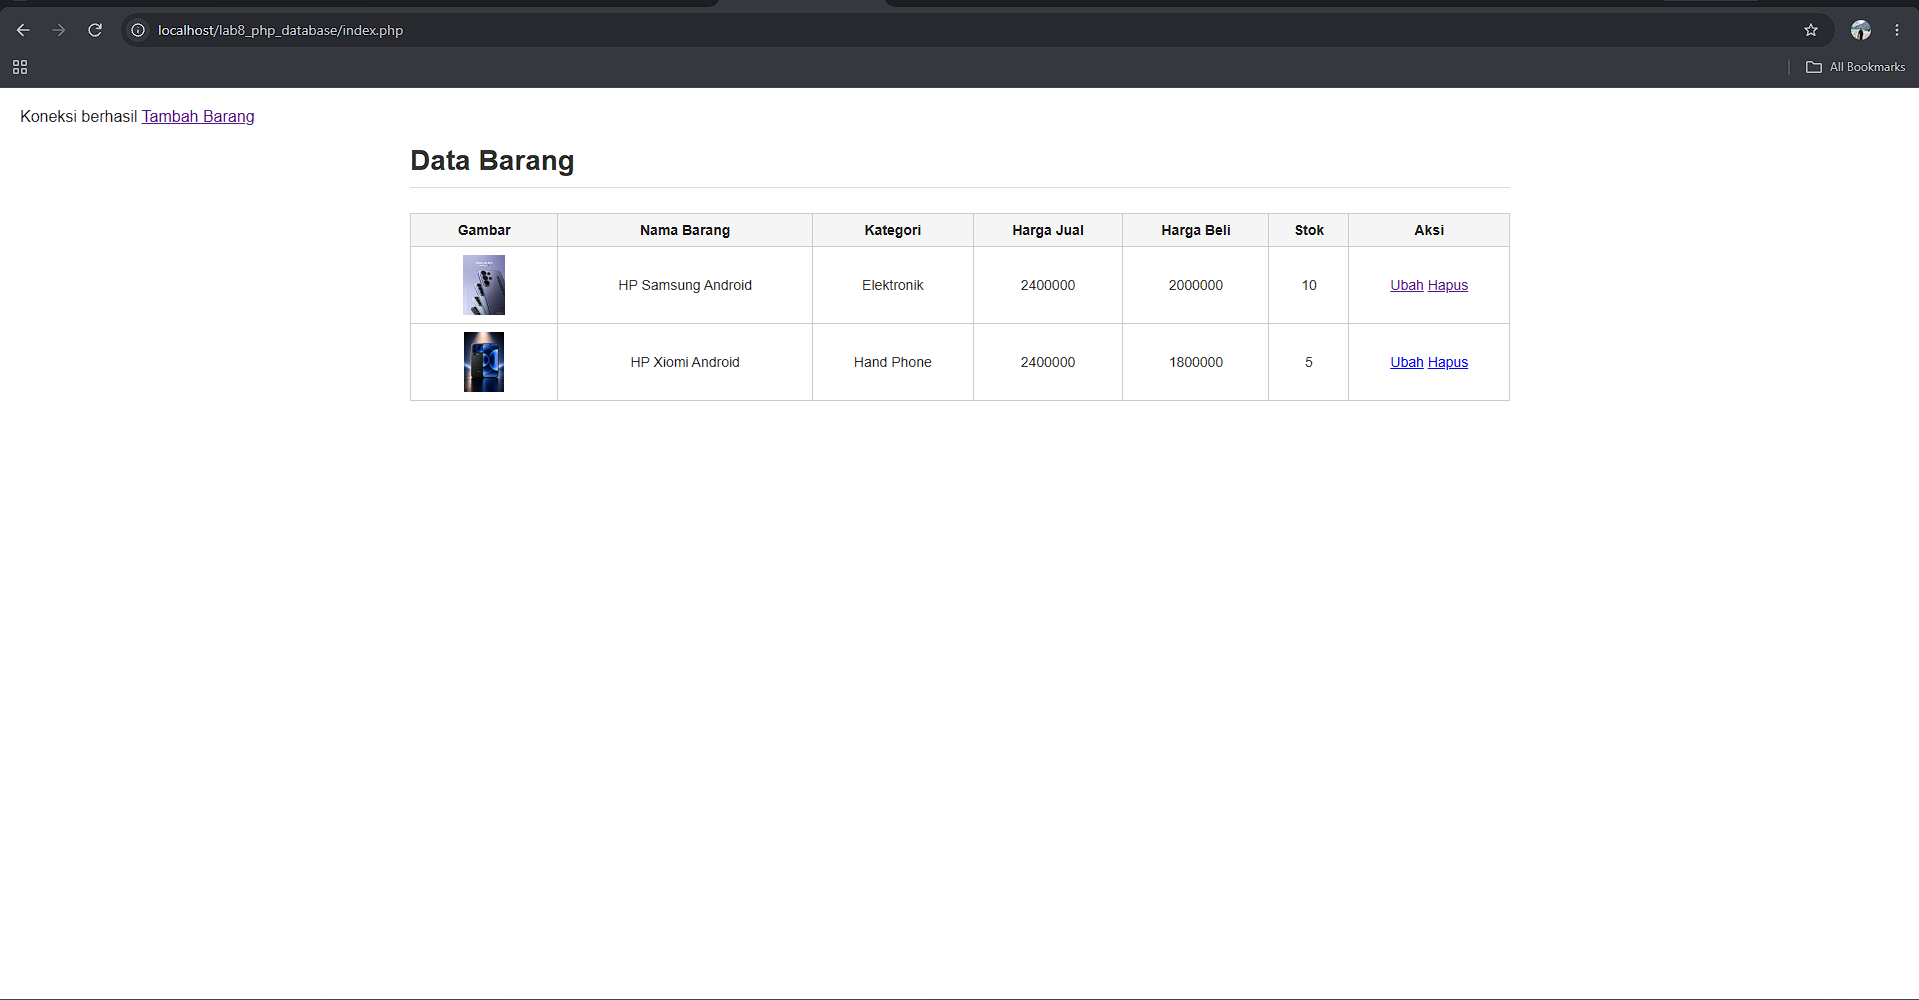 localhost/lab8_php_database/index.php
All Bookmarks
Koneksi berhasil Tambah Barang
Data Barang
Gambar Nama Barang Kategori Harga Jual Harga Beli Stok Aksi
HP Samsung Android Elektronik 2400000 2000000 10 Ubah Hapus
HP Xiomi Android Hand Phone 2400000 1800000 5 Ubah Hapus